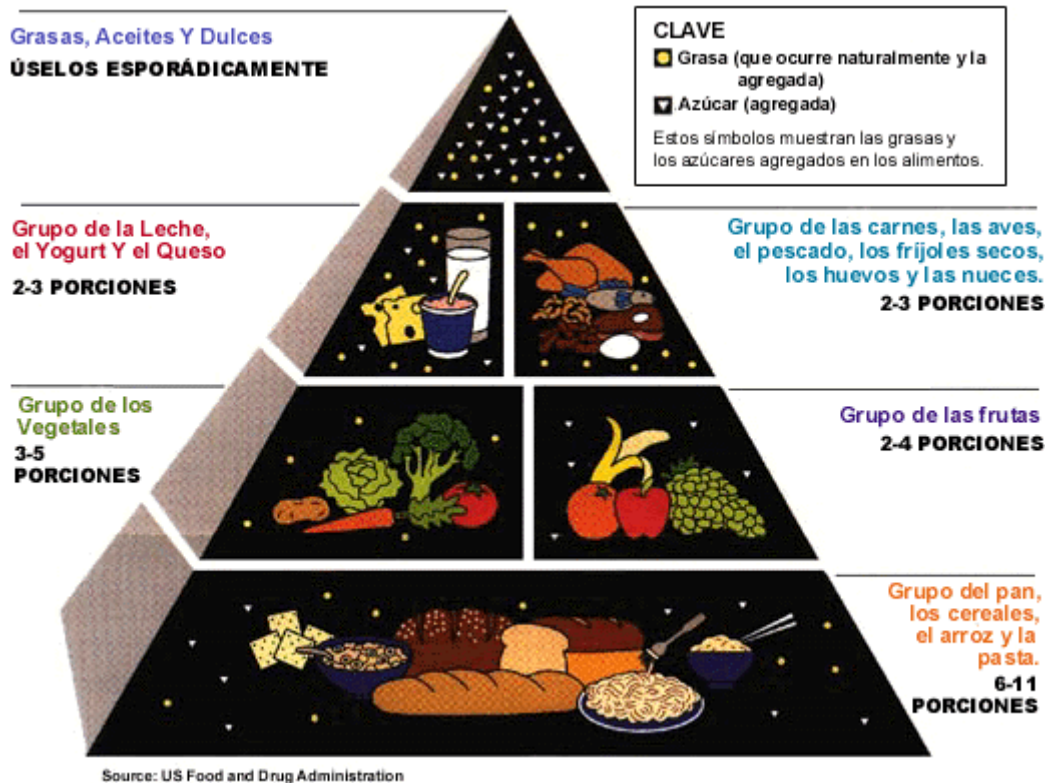 Grasas, Aceites Y Dulces
ÚSELOS ESPORÁDICAMENTE
CLAVE
Grasa (que ocurre naturalmente y la
agregada)
Azúcar (agregada)
Estos símbolos muestran las grasas y
los azúcares agregados en los alimentos.
Grupo de la Leche,
el Yogurt Y el Queso
2-3 PORCIONES
Grupo de las carnes, las aves,
el pescado, los fríjoles secos,
los huevos y las nueces.
2-3 PORCIONES
Grupo de los
Vegetales
3-5
PORCIONES
Grupo de las frutas
2-4 PORCIONES
Grupo del pan,
los cereales,
el arroz y la
pasta.
6-11
PORCIONES
Source: US Food and Drug Administration